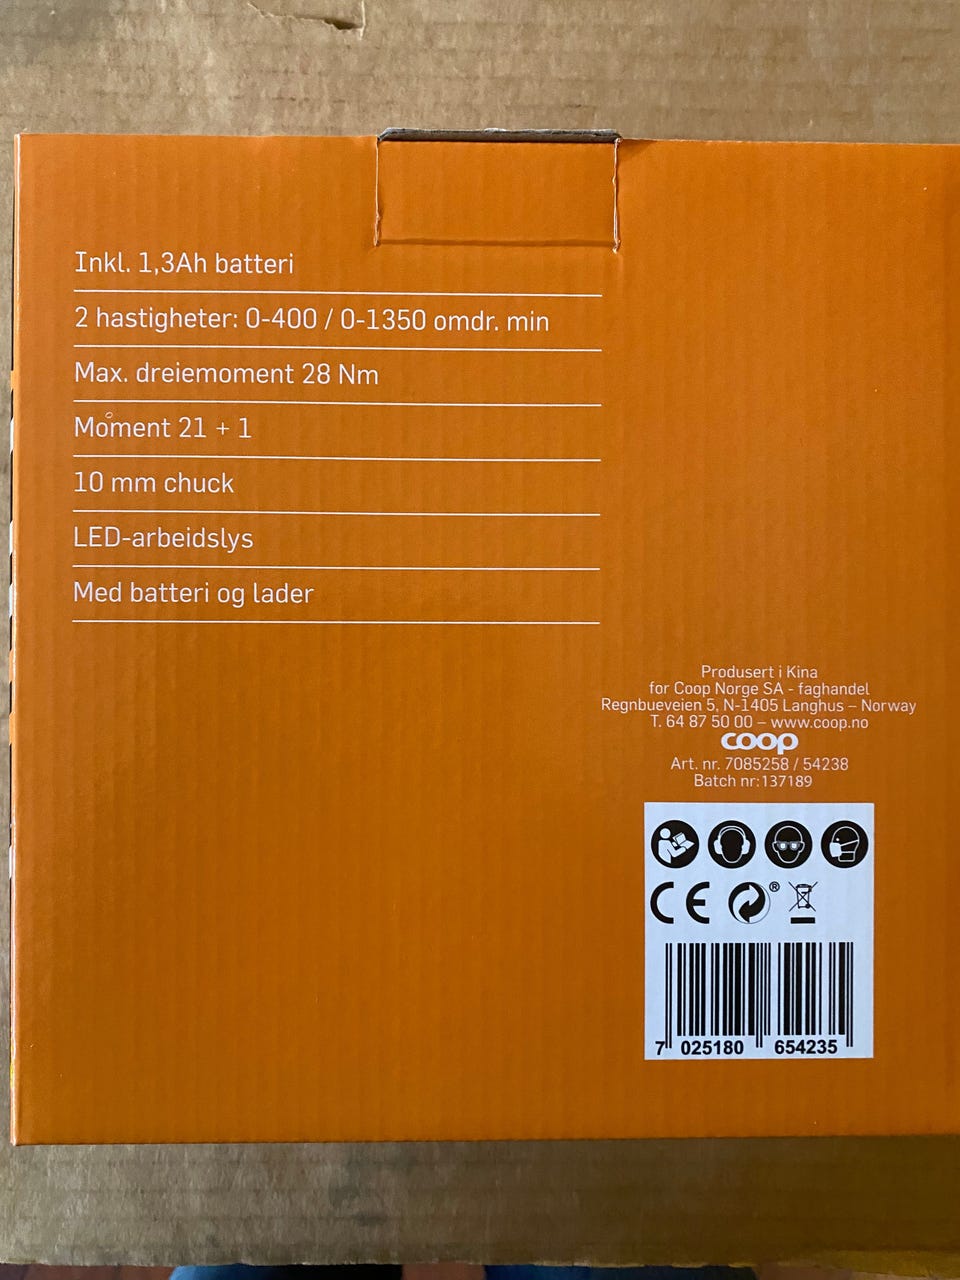 Inkl. 1,3Ah batteri
2 hastigheter: 0-400 / 0-1350 omdr. min
Max. dreiemoment 28 Nm
Moment 21 + 1
10 mm chuck
LED-arbeidslys
Med batteri og lader
Produsert i Kina
for Coop Norge SA - faghandel
Regnbueveien 5, N-1405 Langhus – Norway
T. 64 87 50 00 – www.coop.no
coop
Art. nr. 7085258 / 54238
Batch nr:137189
CE ®
7 025180 654235